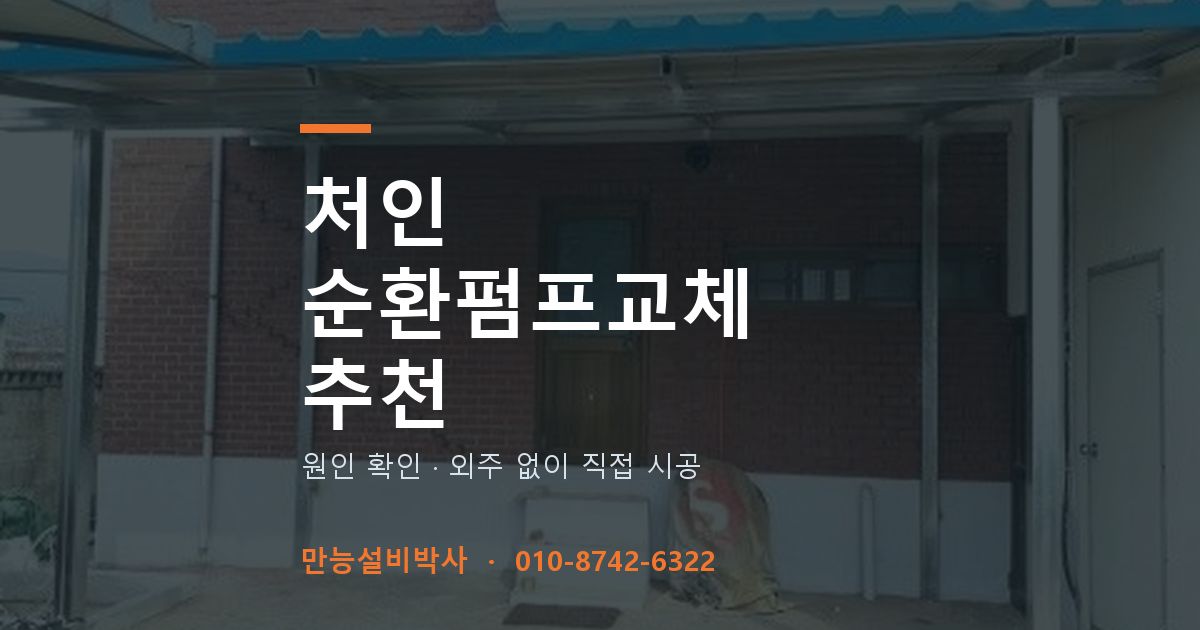 처인
순환펌프교체
추천
원인 확인 · 외주 없이 직접 시공
만능설비박사 · 010-8742-6322
S